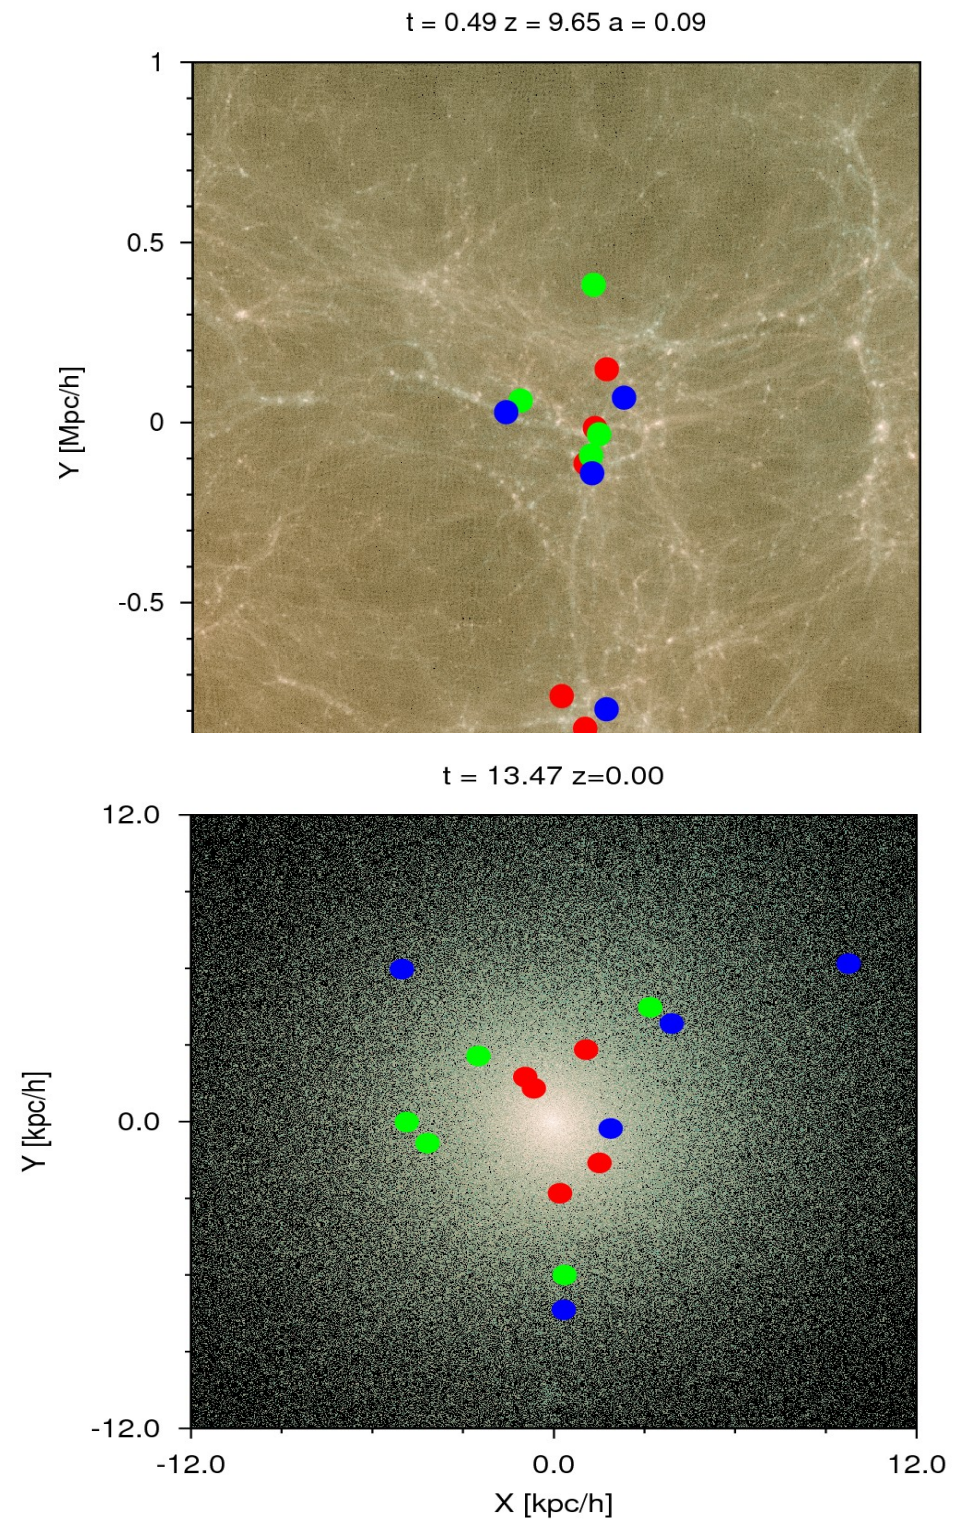 t = 0.49 z = 9.65 a = 0.09
1
0.5
Y [Mpc/h]
0
-0.5
t = 13.47 z=0.00
12.0
Y [kpc/h]
0.0
-12.0
-12.0 0.0 12.0
X [kpc/h]